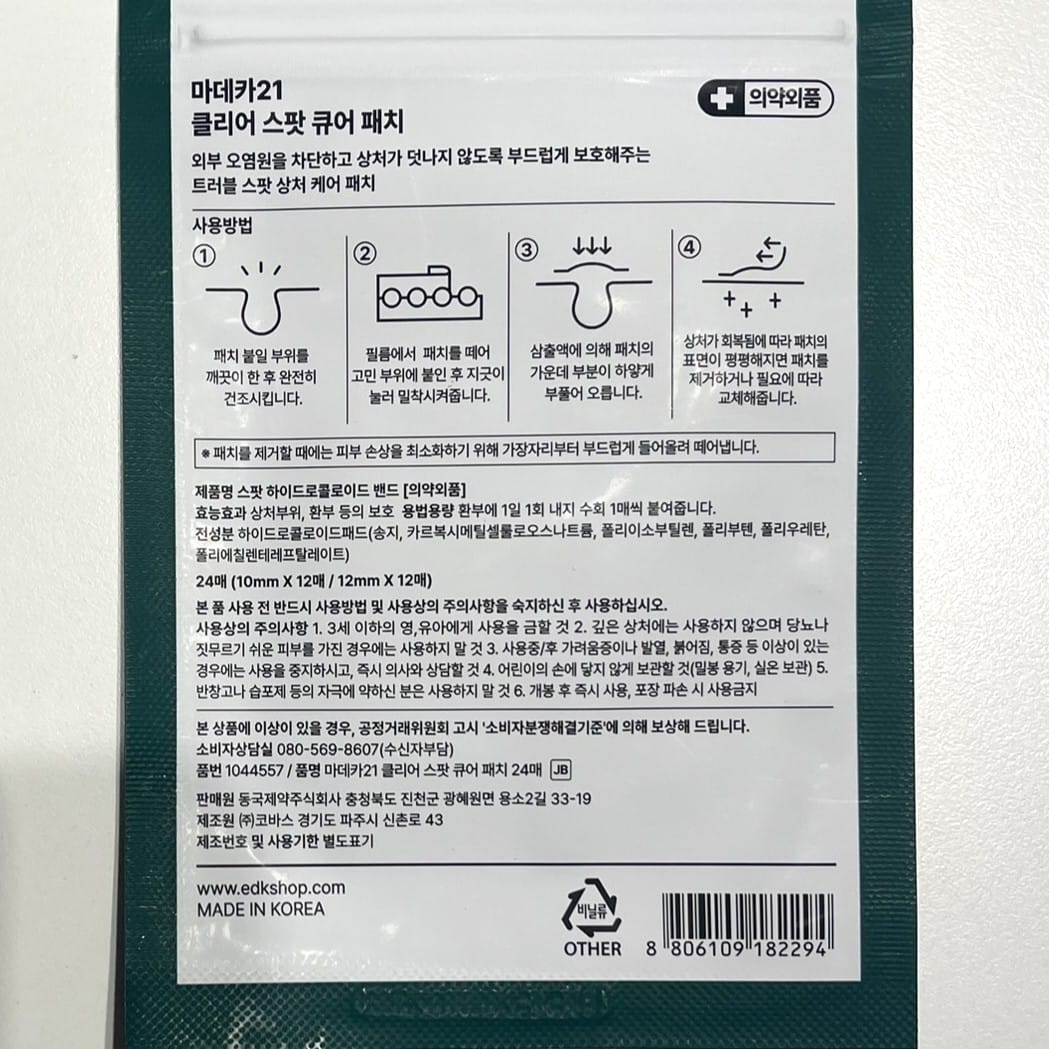 마데카21
클리어 스팟 큐어 패치
의약외품
외부 오염원을 차단하고 상처가 덧나지 않도록 부드럽게 보호해주는
트러블 스팟 상처 케어 패치
사용방법
①
패치 붙일 부위를
깨끗이 한 후 완전히
건조시킵니다.
②
필름에서 패치를 떼어
고민 부위에 붙인 후 지긋이
눌러 밀착시켜줍니다.
③
삼출액에 의해 패치의
가운데 부분이 하얗게
부풀어 오릅니다.
④
상처가 회복됨에 따라 패치의
표면이 평평해지면 패치를
제거하거나 필요에 따라
교체해줍니다.
※ 패치를 제거할 때에는 피부 손상을 최소화하기 위해 가장자리부터 부드럽게 들어올려 떼어냅니다.
제품명 스팟 하이드로콜로이드 밴드 [의약외품]
효능효과 상처부위, 환부 등의 보호 용법용량 환부에 1일 1회 내지 수회 1매씩 붙여줍니다.
전성분 하이드로콜로이드패드(송지, 카르복시메틸셀룰로오스나트륨, 폴리이소부틸렌, 폴리부텐, 폴리우레탄,
폴리에칠렌테레프탈레이트)
24매 (10mm X 12매 / 12mm X 12매)
본 품 사용 전 반드시 사용방법 및 사용상의 주의사항을 숙지하신 후 사용하십시오.
사용상의 주의사항 1. 3세 이하의 영,유아에게 사용을 금할 것 2. 깊은 상처에는 사용하지 않으며 당뇨나
짓무르기 쉬운 피부를 가진 경우에는 사용하지 말 것 3. 사용중/후 가려움증이나 발열, 붉어짐, 통증 등 이상이 있는
경우에는 사용을 중지하시고, 즉시 의사와 상담할 것 4. 어린이의 손에 닿지 않게 보관할 것(밀봉 용기, 실온 보관) 5.
반창고나 습포제 등의 자극에 약하신 분은 사용하지 말 것 6. 개봉 후 즉시 사용, 포장 파손 시 사용금지
본 상품에 이상이 있을 경우, 공정거래위원회 고시 '소비자분쟁해결기준'에 의해 보상해 드립니다.
소비자상담실 080-569-8607(수신자부담)
품번 1044557 / 품명 마데카21 클리어 스팟 큐어 패치 24매 JB
판매원 동국제약주식회사 충청북도 진천군 광혜원면 용소2길 33-19
제조원 ㈜코바스 경기도 파주시 신촌로 43
제조번호 및 사용기한 별도표기
www.edkshop.com
MADE IN KOREA
비닐류
OTHER
8 806109 182294